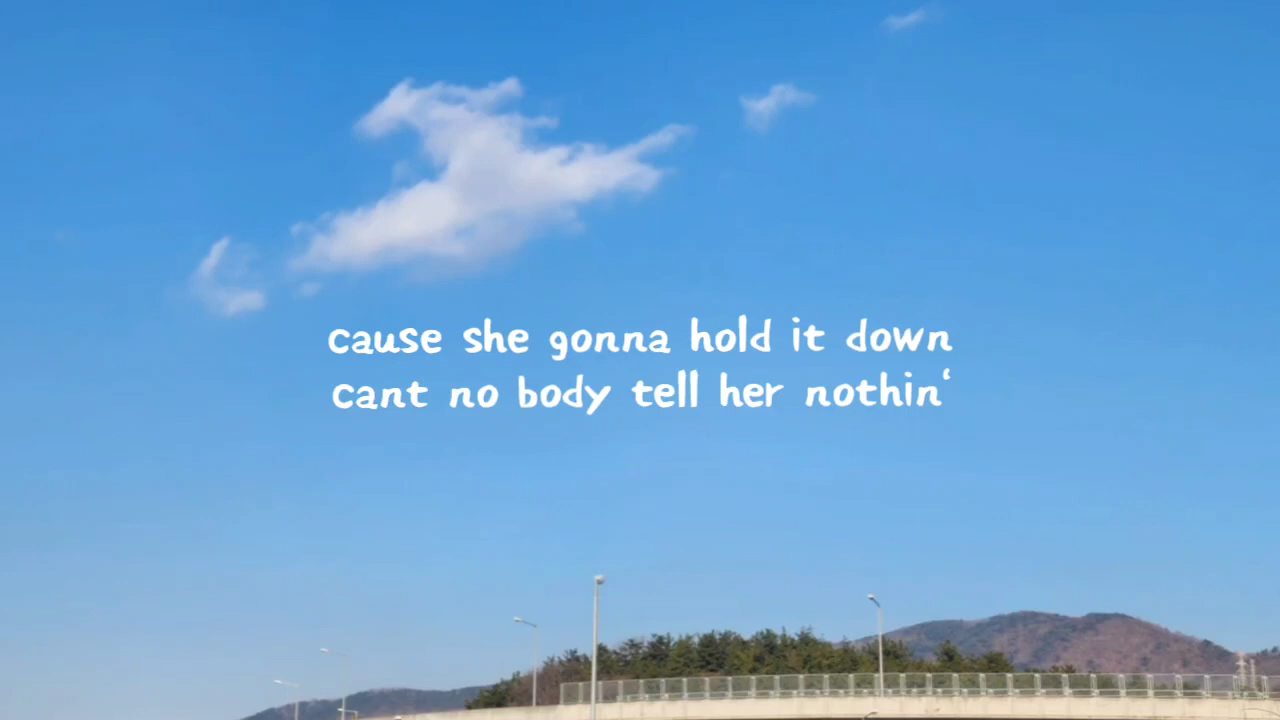 cause she gonna hold it down
cant no body tell her nothin‘